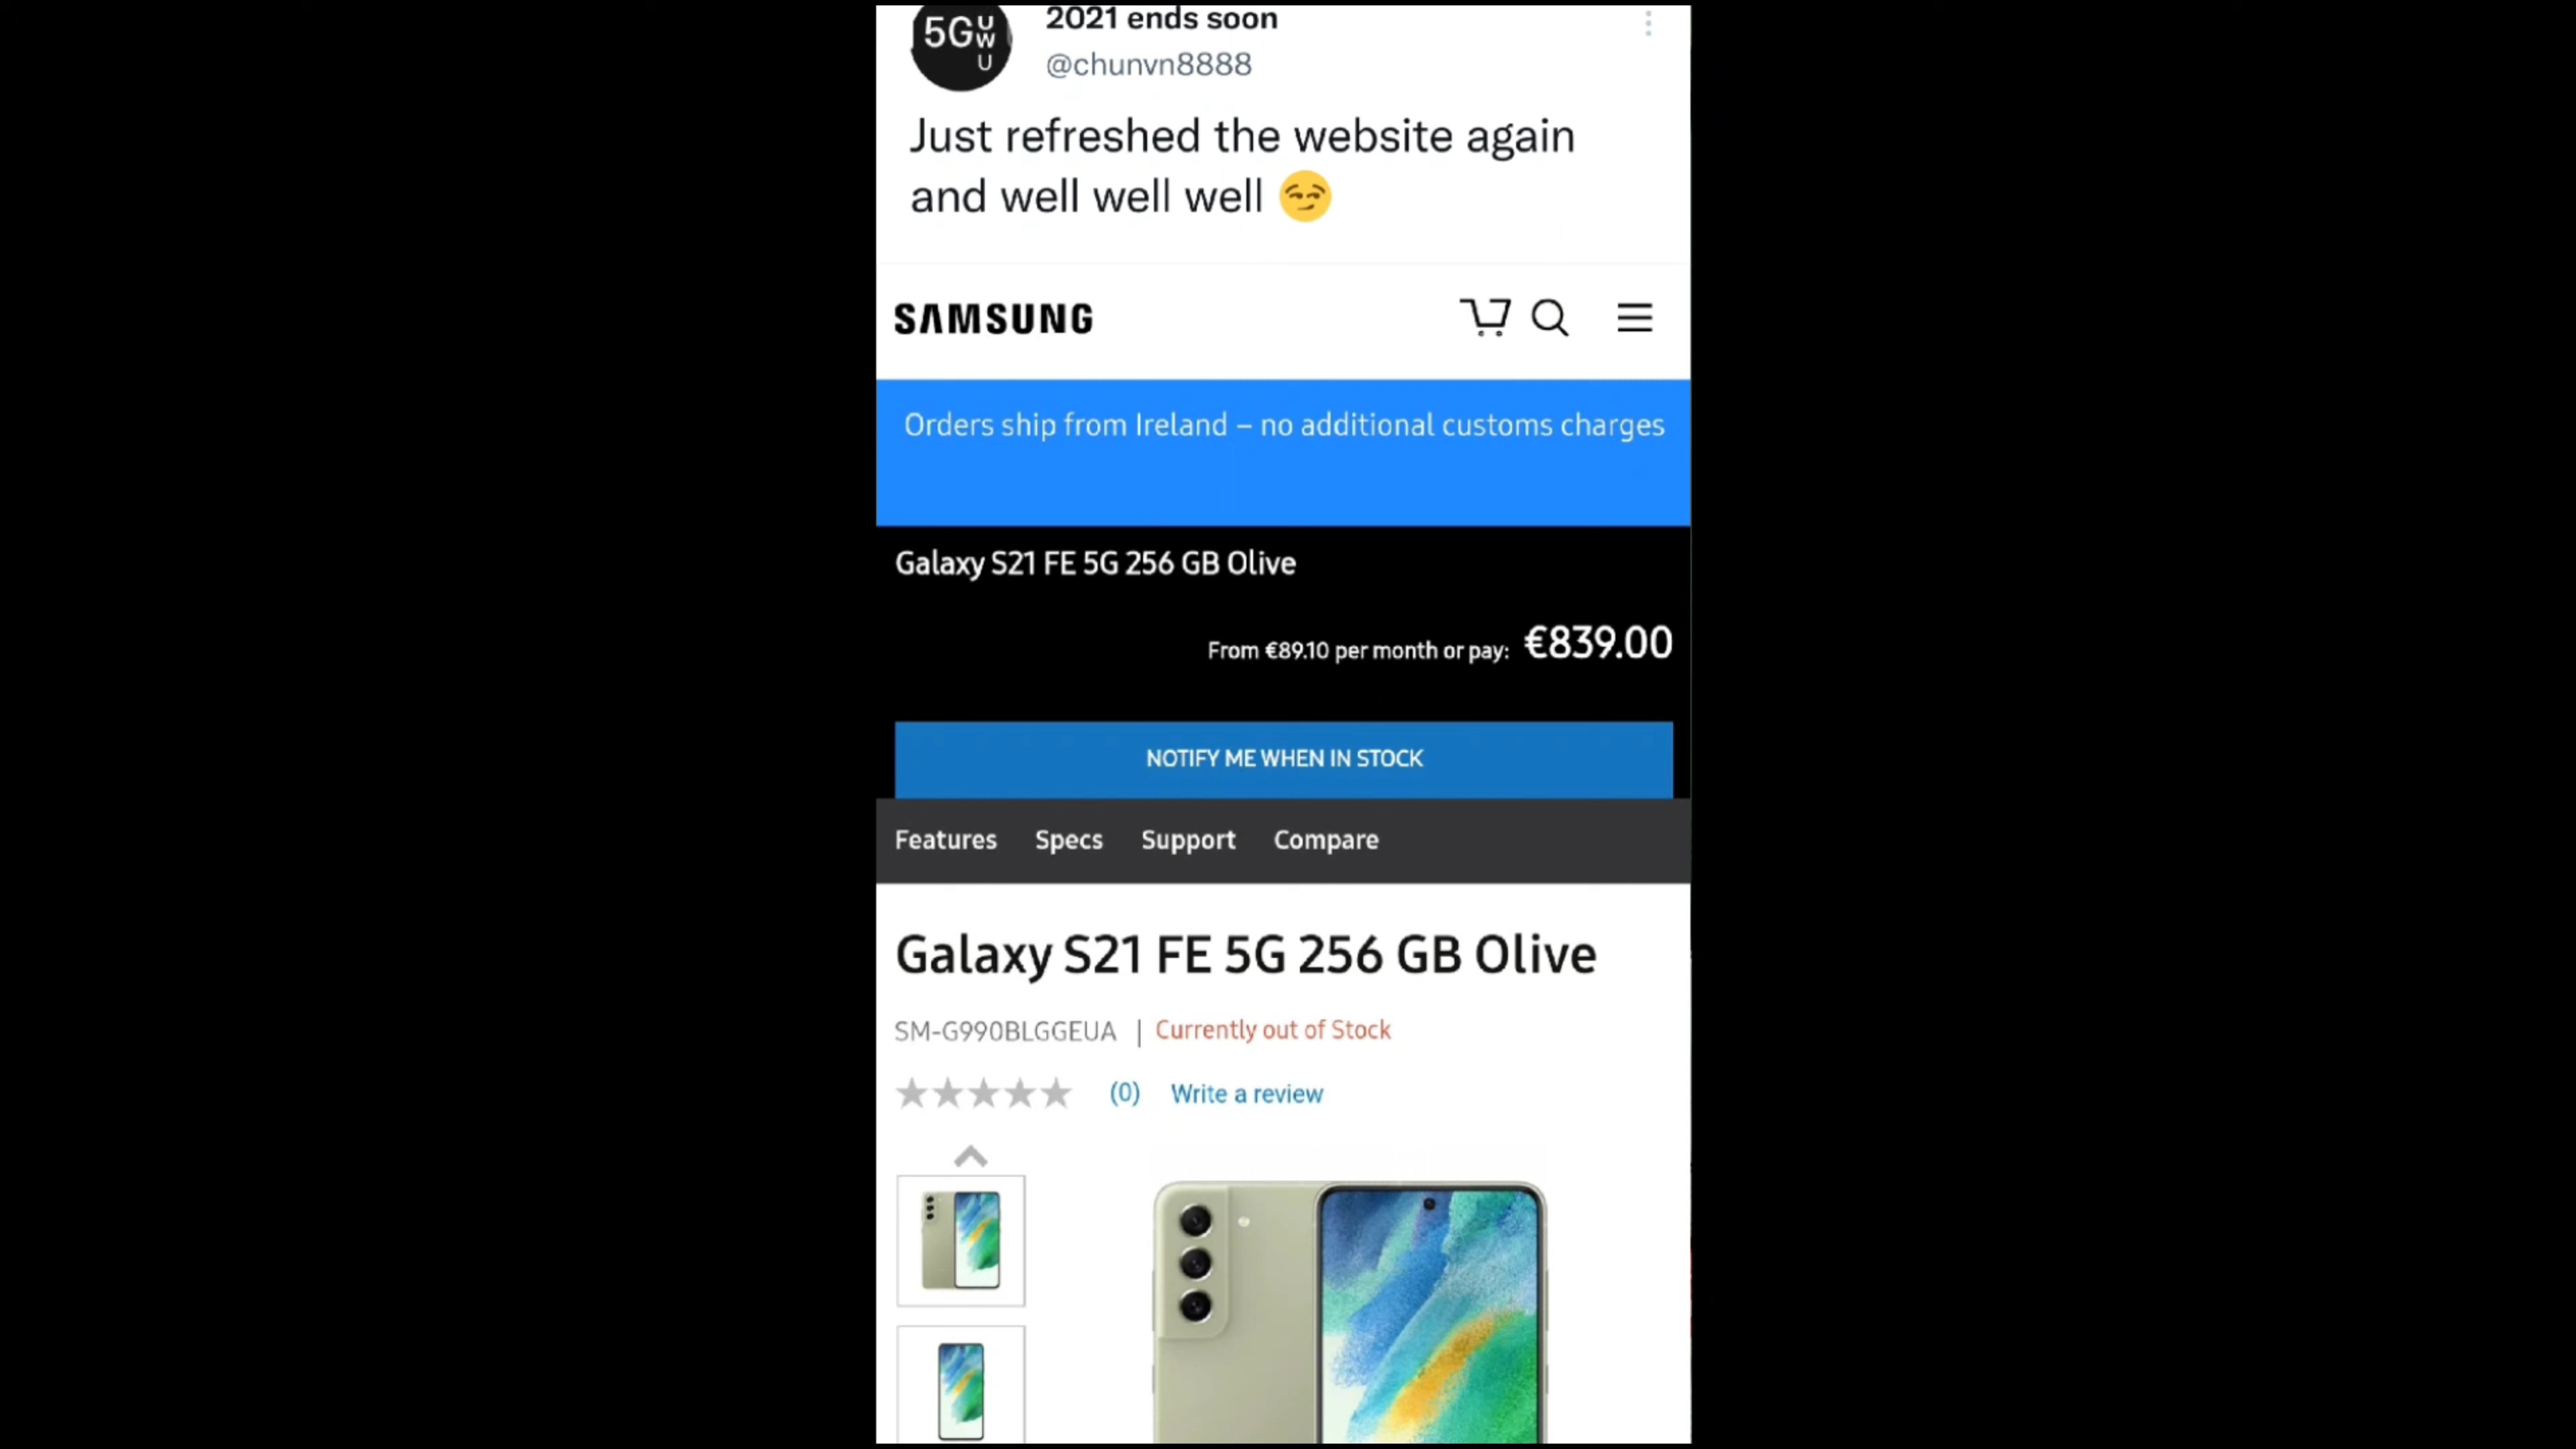 5G UWU
2021 ends soon
@chunvn8888
Just refreshed the website again
and well well well 😏
SAMSUNG
Orders ship from Ireland – no additional customs charges
Galaxy S21 FE 5G 256 GB Olive
From €89.10 per month or pay: €839.00
NOTIFY ME WHEN IN STOCK
Features Specs Support Compare
Galaxy S21 FE 5G 256 GB Olive
SM-G990BLGGEUA | Currently out of Stock
(0) Write a review